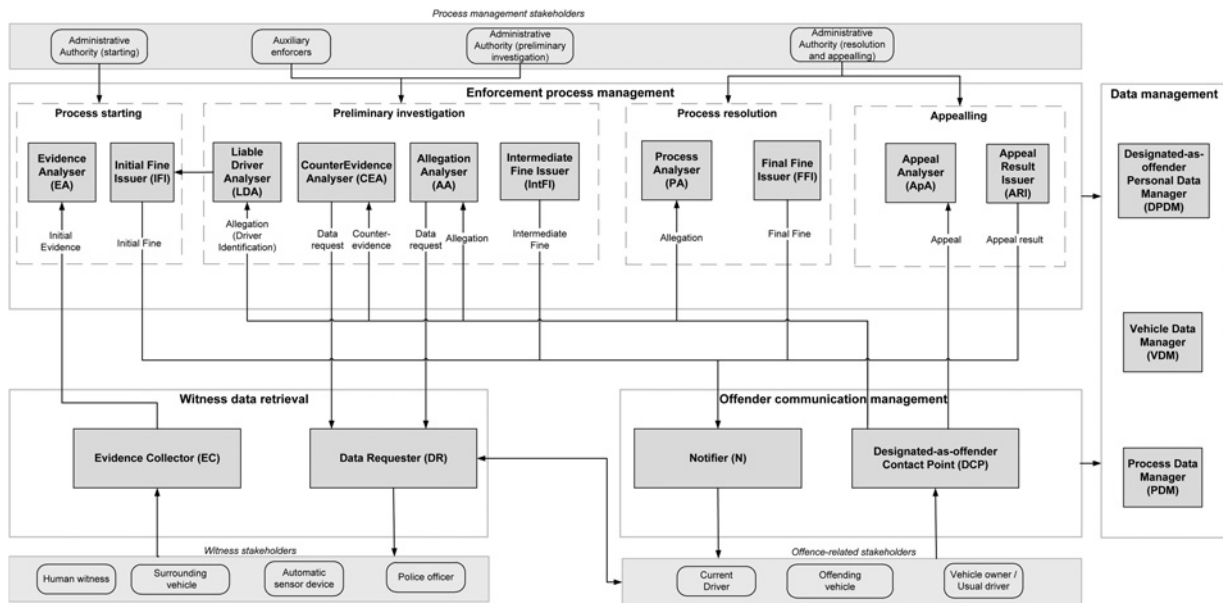 Process management stakeholders
Administrative
Authority (starting)
Auxiliary
enforcers
Administrative
Authority (preliminary
investigation)
Administrative
Authority (resolution
and appealling)
Enforcement process management
Data management
Process starting
Preliminary investigation
Process resolution
Appealling
Evidence
Analyser
(EA)
Initial Fine
Issuer (IFI)
Liable
Driver
Analyser
(LDA)
CounterEvidence
Analyser (CEA)
Allegation
Analyser
(AA)
Intermediate
Fine Issuer
(IntFI)
Process
Analyser
(PA)
Final Fine
Issuer (FFI)
Appeal
Analyser
(ApA)
Appeal
Result
Issuer
(ARI)
Designated-as-
offender
Personal Data
Manager
(DPDM)
Initial
Evidence
Initial Fine
Allegation
(Driver
Identification)
Data
request
Counter-
evidence
Data
request
Allegation
Intermediate
Fine
Allegation
Final Fine
Appeal
Appeal result
Vehicle Data
Manager
(VDM)
Witness data retrieval
Offender communication management
Evidence Collector (EC)
Data Requester (DR)
Notifier (N)
Designated-as-offender
Contact Point (DCP)
Process Data
Manager
(PDM)
Witness stakeholders
Offence-related stakeholders
Human witness
Surrounding
vehicle
Automatic
sensor device
Police officer
Current
Driver
Offending
vehicle
Vehicle owner /
Usual driver